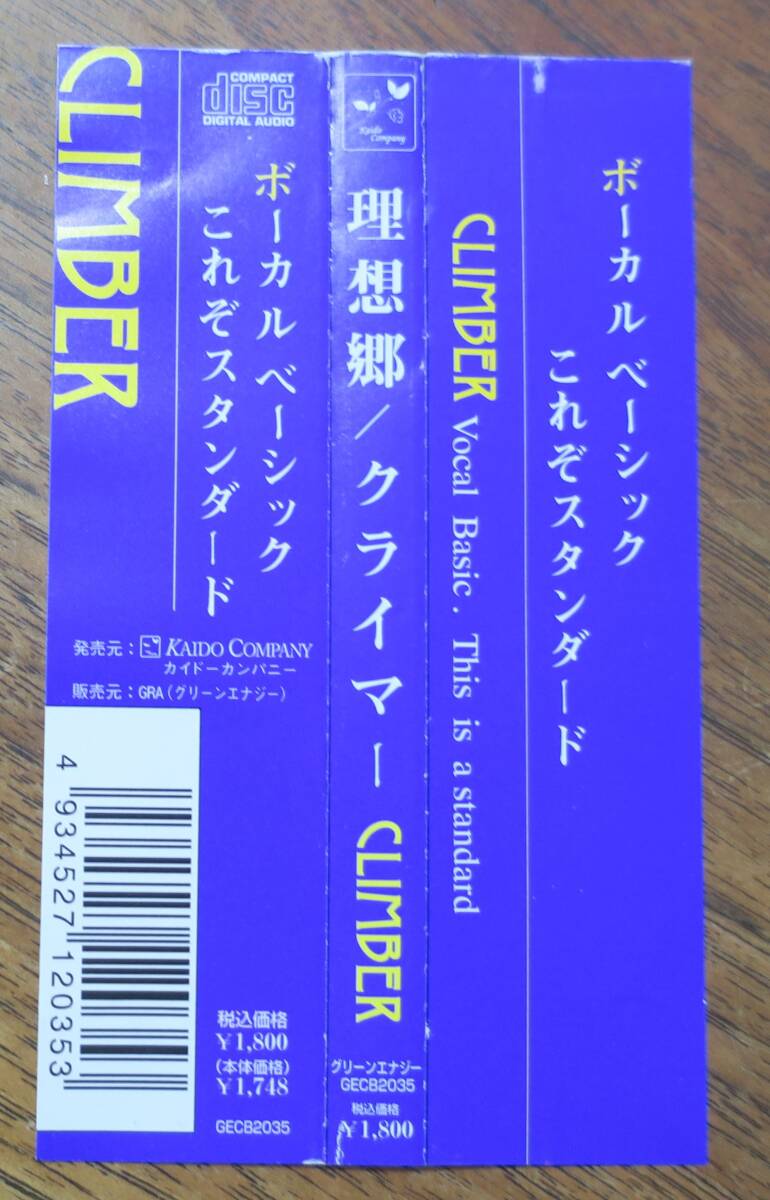 CLIMBER
COMPACT
disc
DIGITAL AUDIO
ボーカル ベーシック
これぞスタンダード
発売元：KAIDO COMPANY
カイドーカンパニー
販売元：GRA（グリーンエナジー）
4 934527 120353
税込価格
¥1,800
（本体価格）
¥1,748
GECB2035
Kaido
Company
理想郷／クライマー CLIMBER
グリーンエナジー
GECB2035
税込価格
¥1,800
CLIMBER Vocal Basic. This is a standard
ボーカル ベーシック
これぞスタンダード